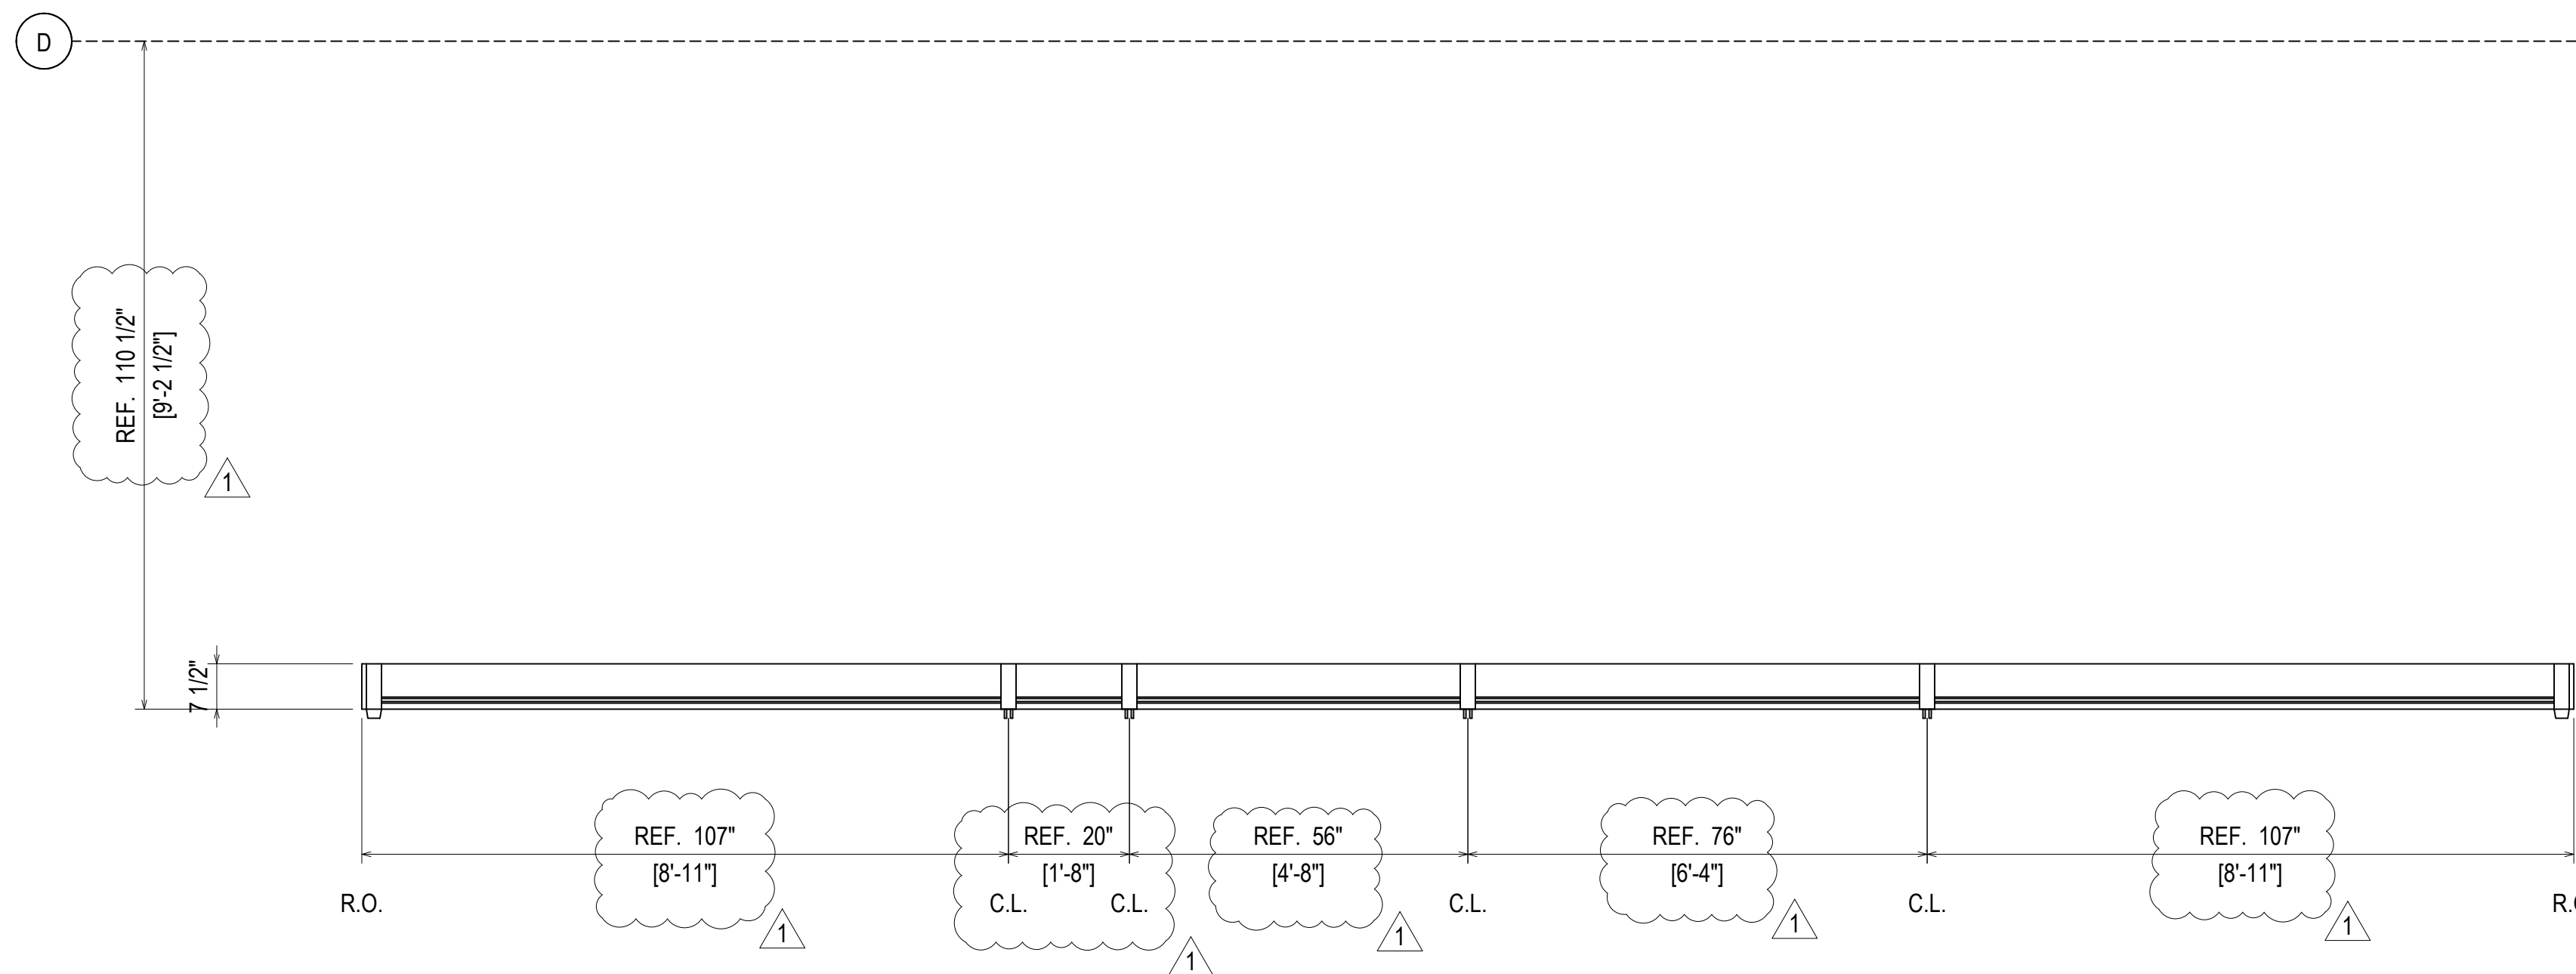 D
REF. 110 1/2"
[9'-2 1/2"]
1
7 1/2"
REF. 107"
[8'-11"]
REF. 20"
[1'-8"]
REF. 56"
[4'-8"]
REF. 76"
[6'-4"]
REF. 107"
[8'-11"]
R.O.
C.L.
C.L.
C.L.
C.L.
1
1
1
1
1